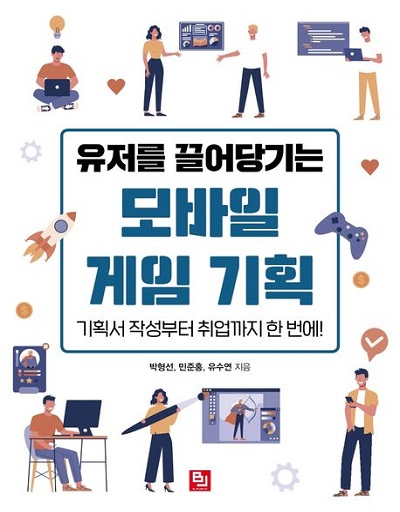 유저를 끌어당기는
모바일
게임 기획
기획서 작성부터 취업까지 한 번에!
박형선, 민준홍, 유수연 지음
BJ